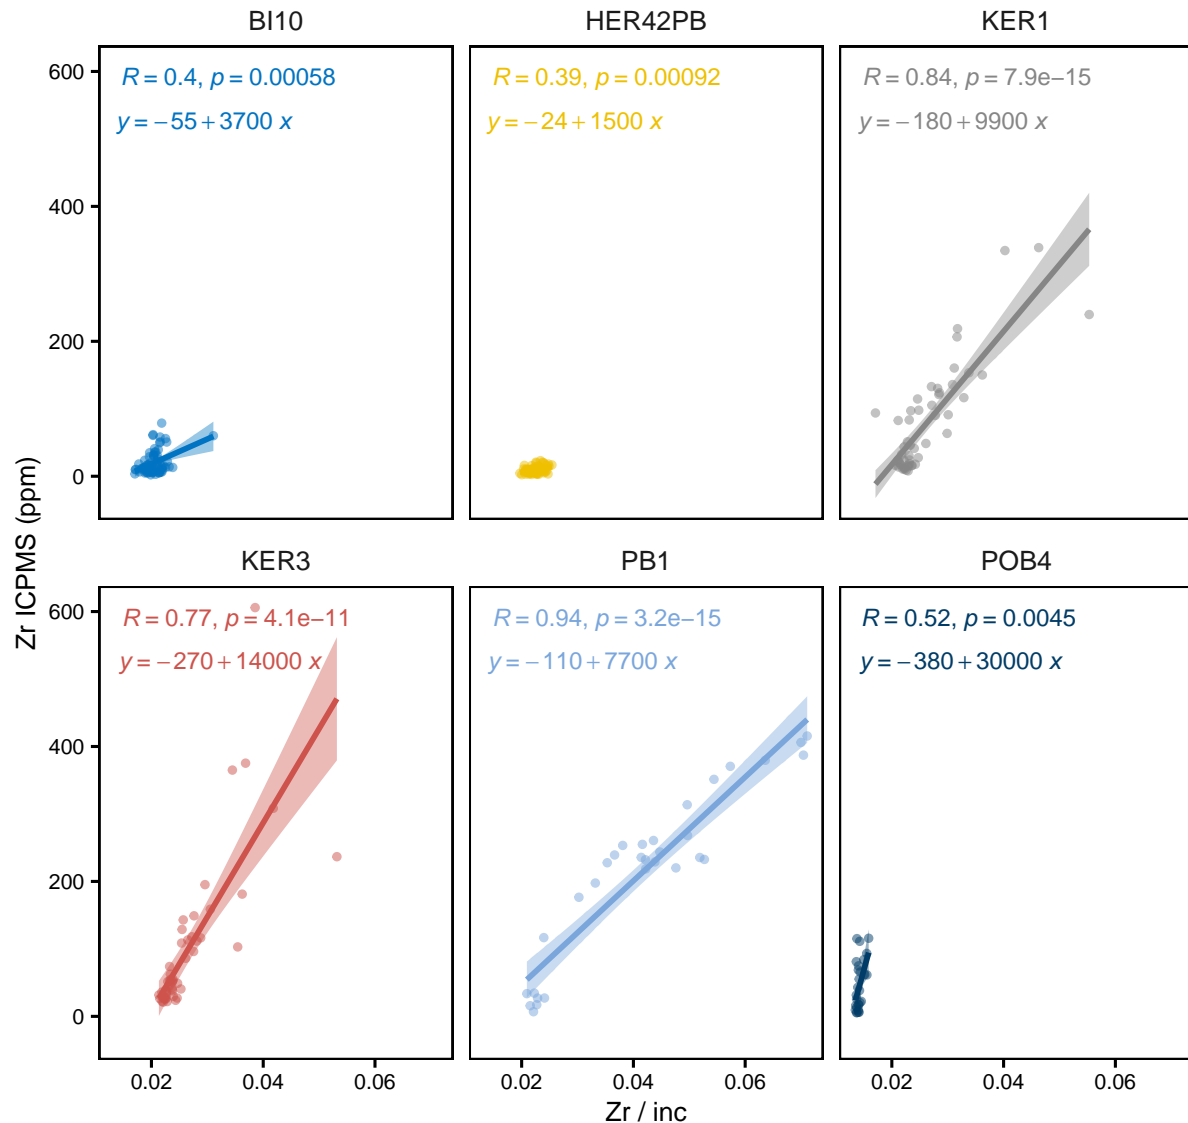 BI10
HER42PB
KER1
R = 0.4, p = 0.00058
y = −55 + 3700 x
R = 0.39, p = 0.00092
y = −24 + 1500 x
R = 0.84, p = 7.9e−15
y = −180 + 9900 x
600
400
200
0
Zr ICPMS (ppm)
KER3
PB1
POB4
R = 0.77, p = 4.1e−11
y = −270 + 14000 x
R = 0.94, p = 3.2e−15
y = −110 + 7700 x
R = 0.52, p = 0.0045
y = −380 + 30000 x
600
400
200
0
0.02 0.04 0.06
0.02 0.04 0.06
0.02 0.04 0.06
Zr / inc